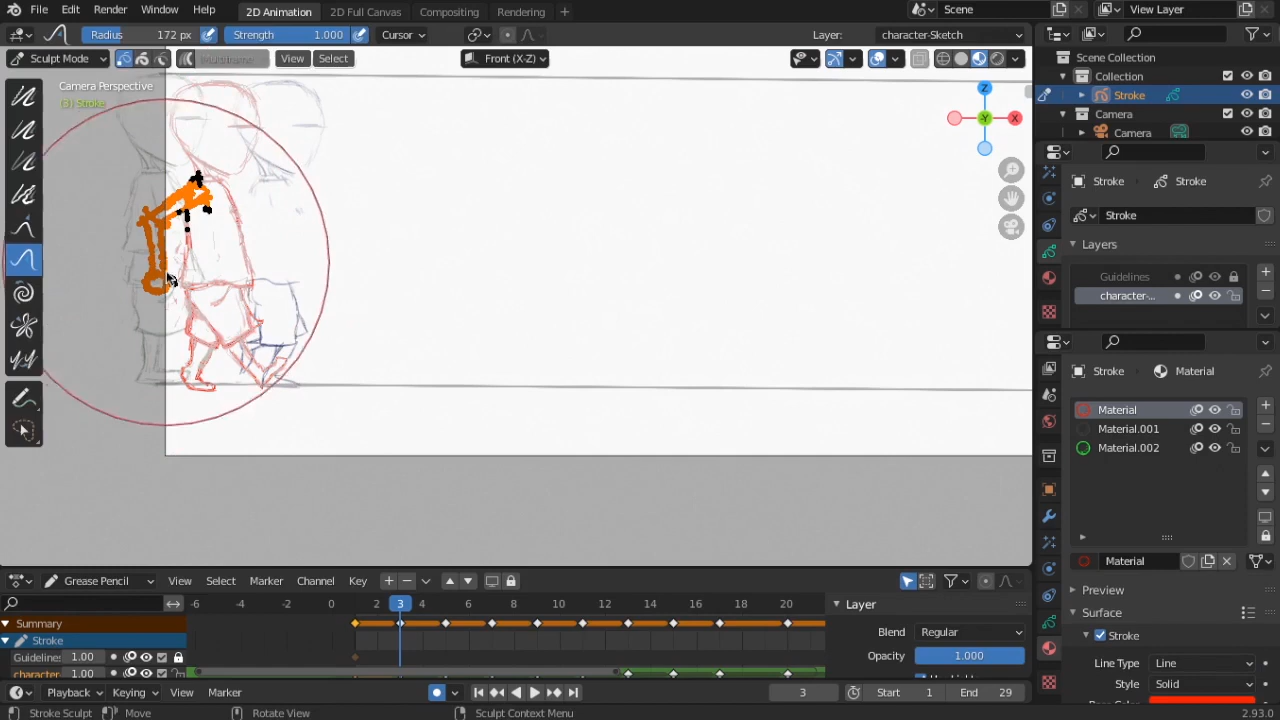 File Edit Render Window Help 2D Animation 2D Full Canvas Compositing Rendering Scene View Layer
Radius 172 px Strength 1.000 Cursor Layer: character-Sketch
Sculpt Mode Multiframe View Select Front (X-Z)
Scene Collection
Collection
Stroke
Camera
Camera
Camera Perspective
(3) Stroke
Z
-Y
X
Stroke Stroke
Stroke
Layers
Guidelines
character-...
Stroke Material
Material
Material.001
Material.002
Material
Preview
Surface
Stroke
Line Type Line
Style Solid
Grease Pencil View Select Marker Channel Key
-6 -4 -2 0 2 3 4 6 8 10 12 14 16 18 20
Summary
Stroke
Guidelines 1.00
character 1.00
Layer
Blend Regular
Opacity 1.000
Playback Keying View Marker 3 Start 1 End 29
Stroke Sculpt Move Rotate View Sculpt Context Menu 2.93.0